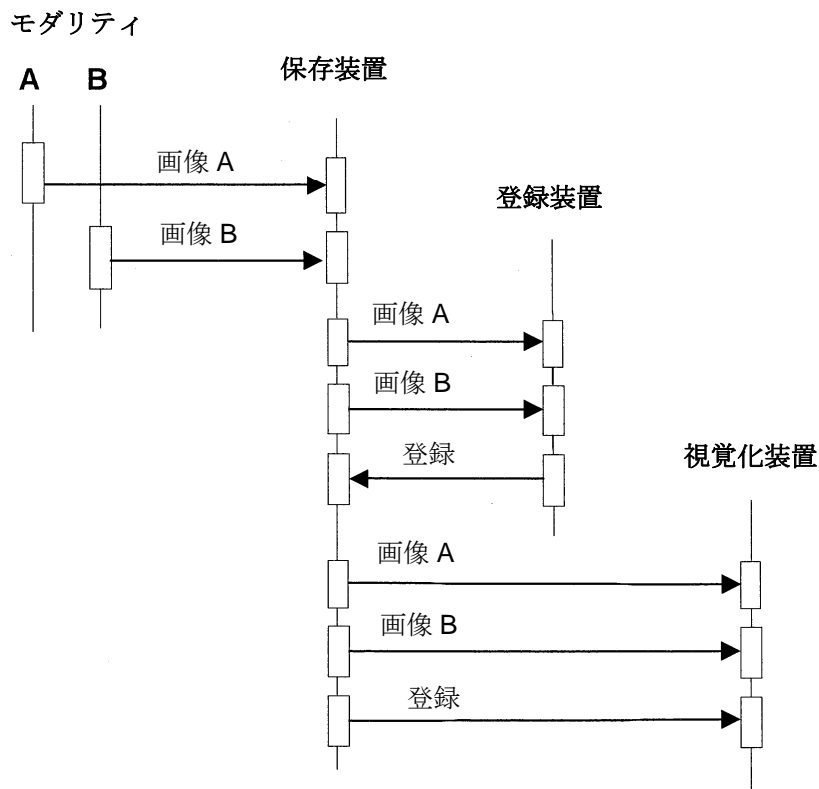 モダリティ
A B
保存装置
画像 A
登録装置
画像 B
画像 A
画像 B
登録
視覚化装置
画像 A
画像 B
登録